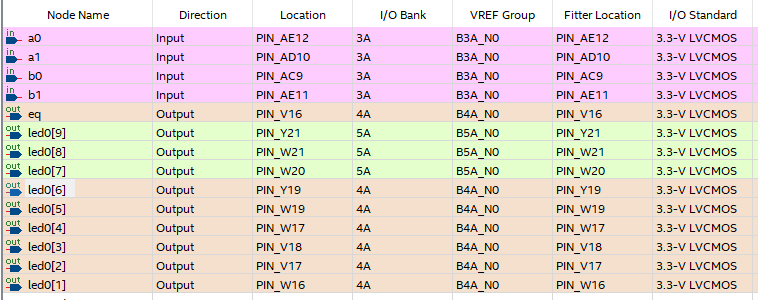 Node Name Direction Location I/O Bank VREF Group Fitter Location I/O Standard
in a0 Input PIN_AE12 3A B3A_N0 PIN_AE12 3.3-V LVCMOS
in a1 Input PIN_AD10 3A B3A_N0 PIN_AD10 3.3-V LVCMOS
in b0 Input PIN_AC9 3A B3A_N0 PIN_AC9 3.3-V LVCMOS
in b1 Input PIN_AE11 3A B3A_N0 PIN_AE11 3.3-V LVCMOS
out eq Output PIN_V16 4A B4A_N0 PIN_V16 3.3-V LVCMOS
out led0[9] Output PIN_Y21 5A B5A_N0 PIN_Y21 3.3-V LVCMOS
out led0[8] Output PIN_W21 5A B5A_N0 PIN_W21 3.3-V LVCMOS
out led0[7] Output PIN_W20 5A B5A_N0 PIN_W20 3.3-V LVCMOS
out led0[6] Output PIN_Y19 4A B4A_N0 PIN_Y19 3.3-V LVCMOS
out led0[5] Output PIN_W19 4A B4A_N0 PIN_W19 3.3-V LVCMOS
out led0[4] Output PIN_W17 4A B4A_N0 PIN_W17 3.3-V LVCMOS
out led0[3] Output PIN_V18 4A B4A_N0 PIN_V18 3.3-V LVCMOS
out led0[2] Output PIN_V17 4A B4A_N0 PIN_V17 3.3-V LVCMOS
out led0[1] Output PIN_W16 4A B4A_N0 PIN_W16 3.3-V LVCMOS